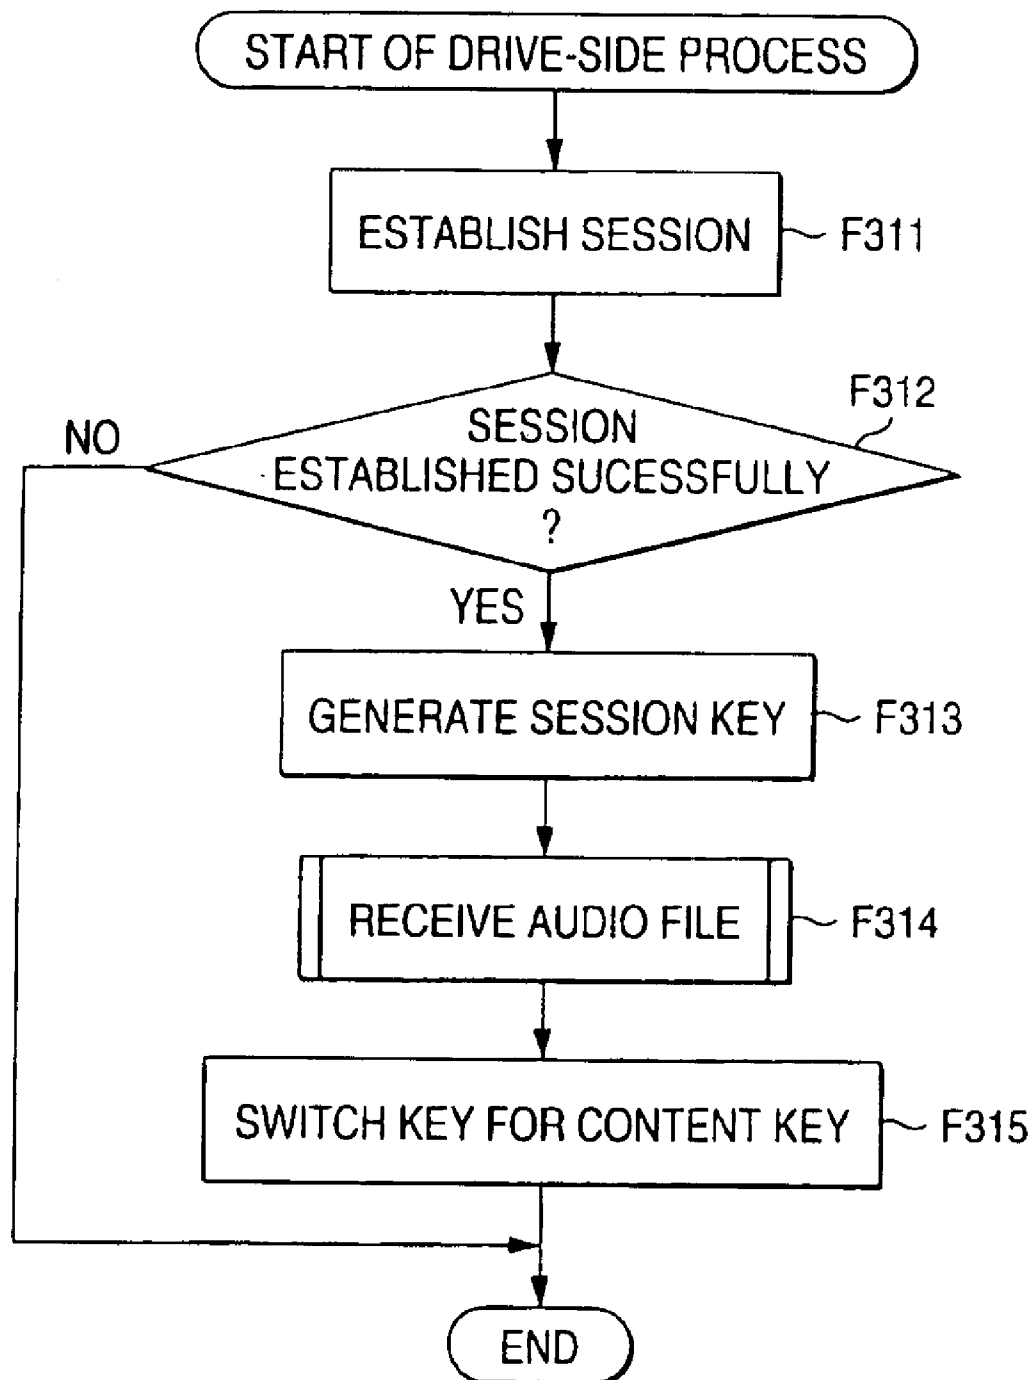 START OF DRIVE-SIDE PROCESS
ESTABLISH SESSION
F311
F312
NO
SESSION
ESTABLISHED SUCESSFULLY
?
YES
GENERATE SESSION KEY
F313
RECEIVE AUDIO FILE
F314
SWITCH KEY FOR CONTENT KEY
F315
END